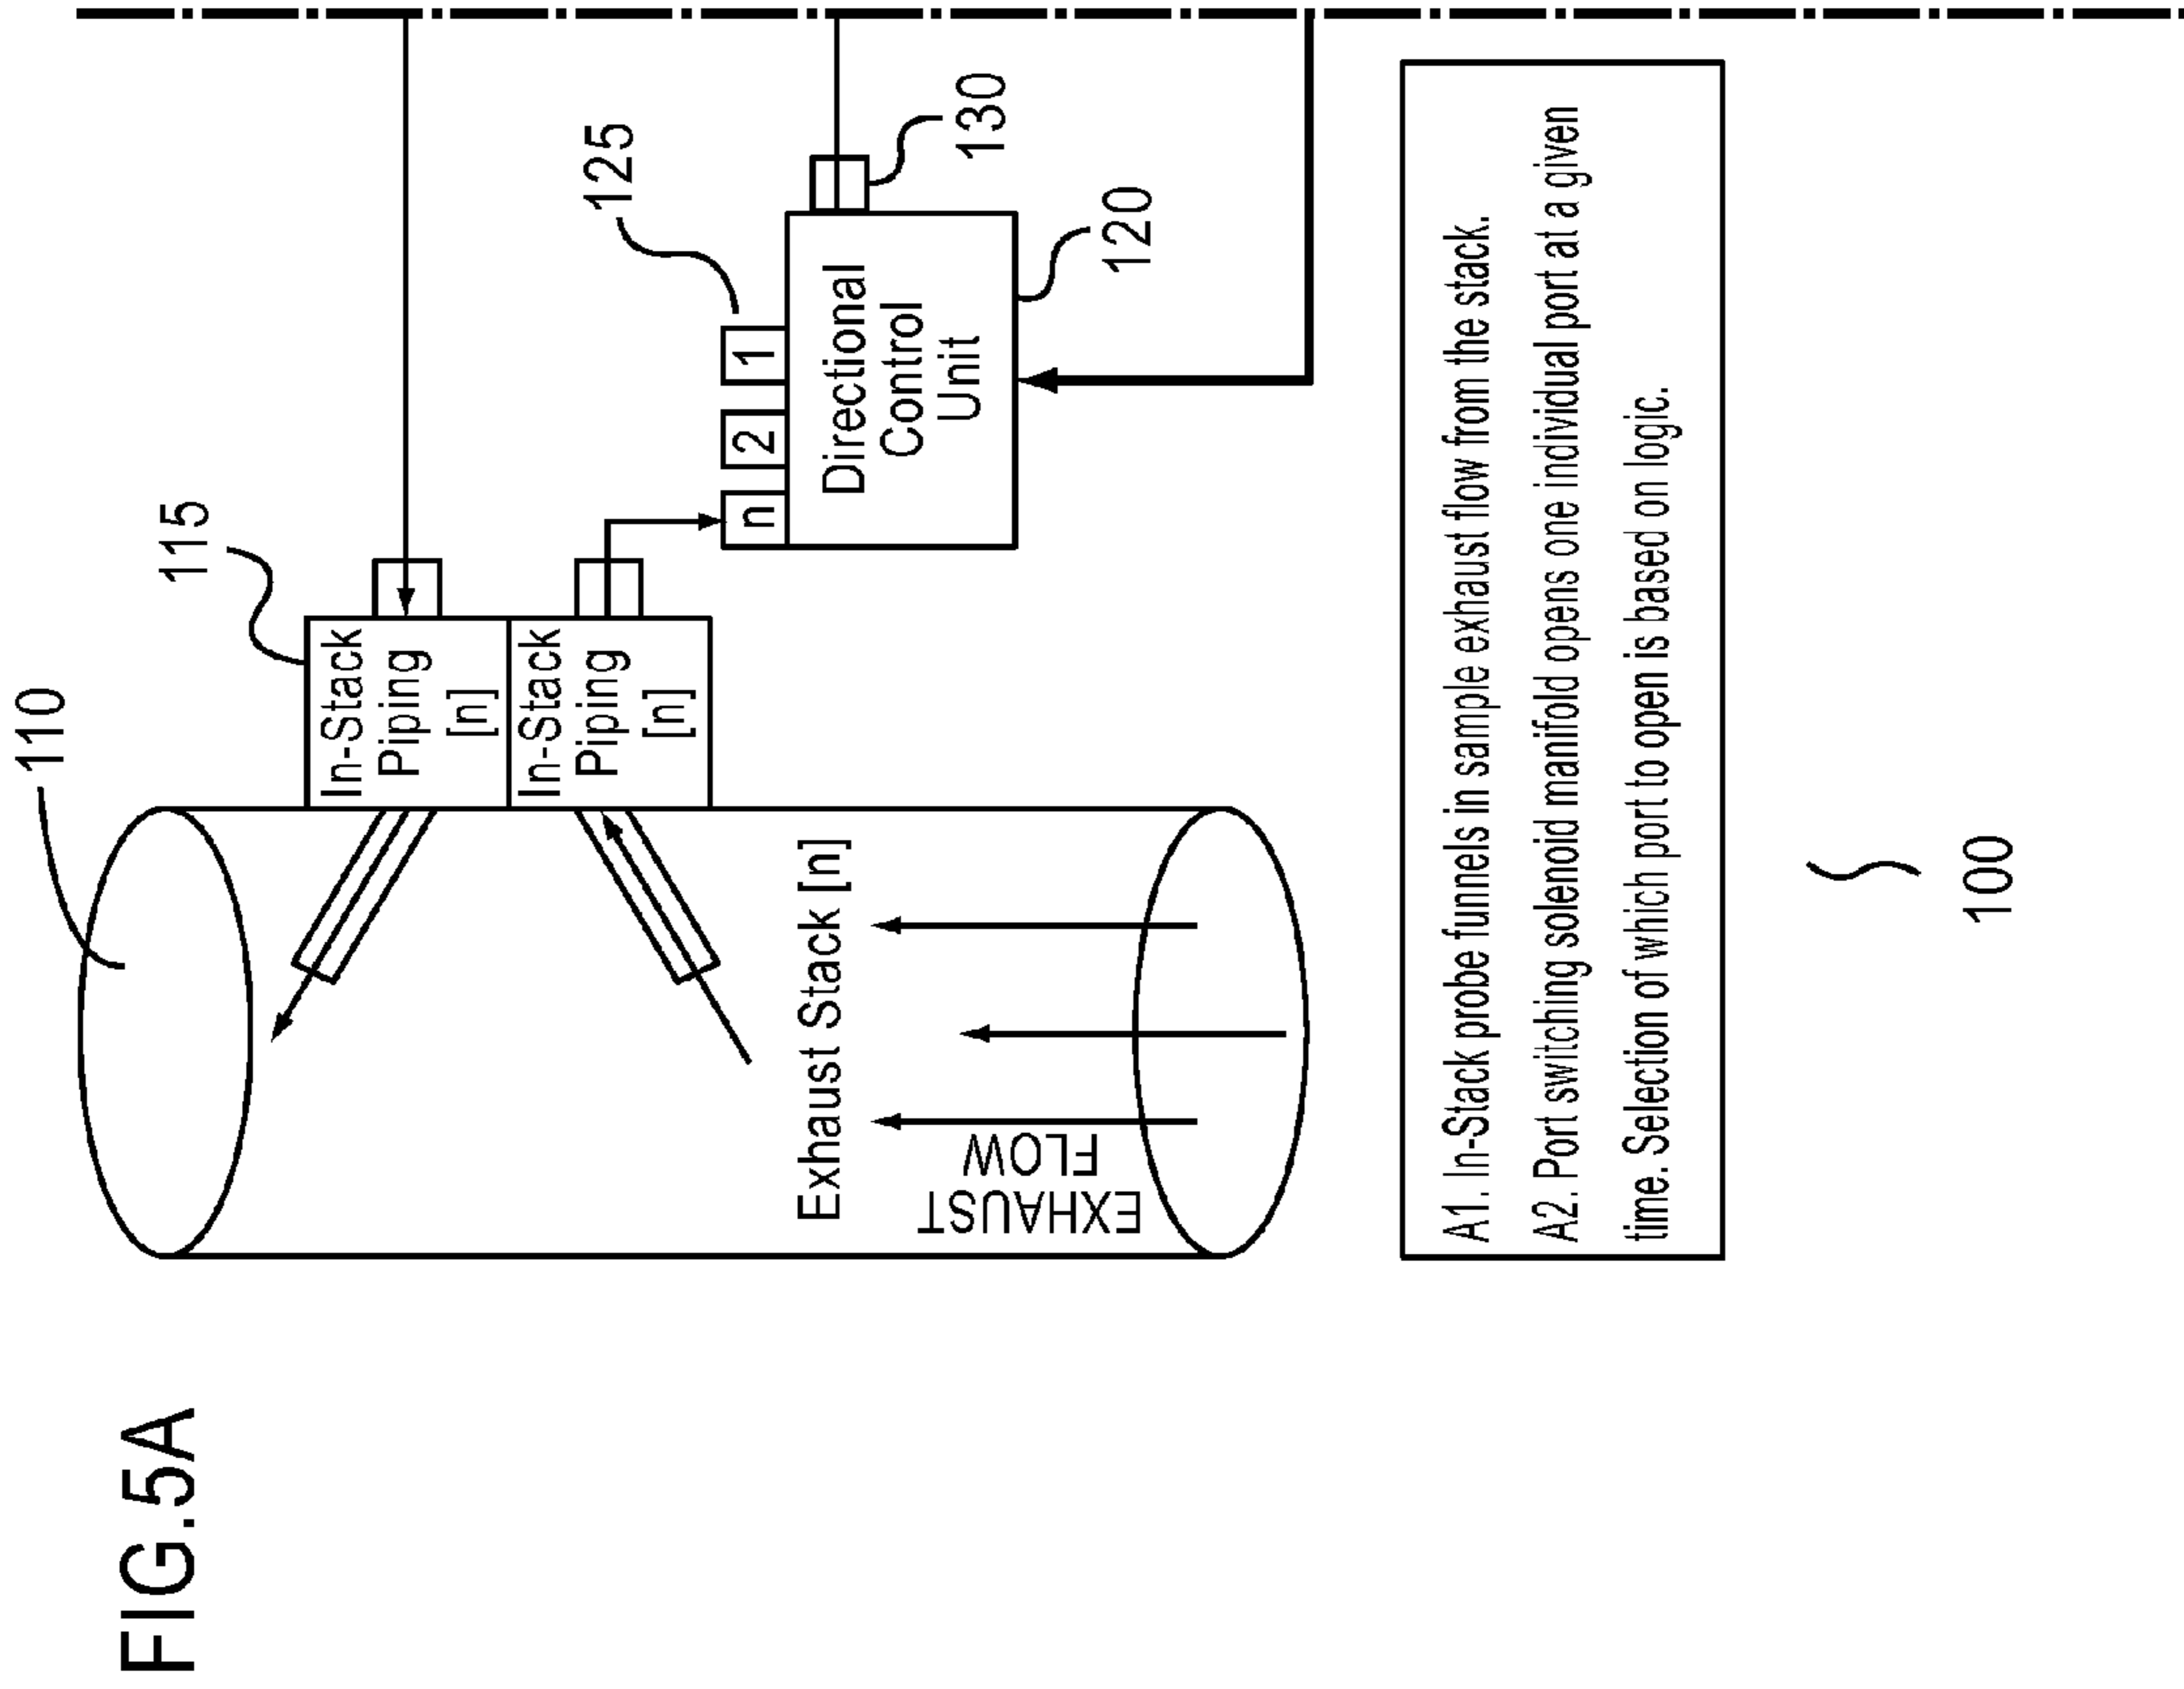 FIG.5A
110
115
In-Stack
Piping
[n]
In-Stack
Piping
[n]
125
n
2
1
Directional
Control
Unit
130
120
Exhaust Stack [n]
EXHAUST
FLOW
A1. In-Stack probe funnels in sample exhaust flow from the stack.
A2. Port switching solenoid manifold opens one individual port at a given
time. Selection of which port to open is based on logic.
100